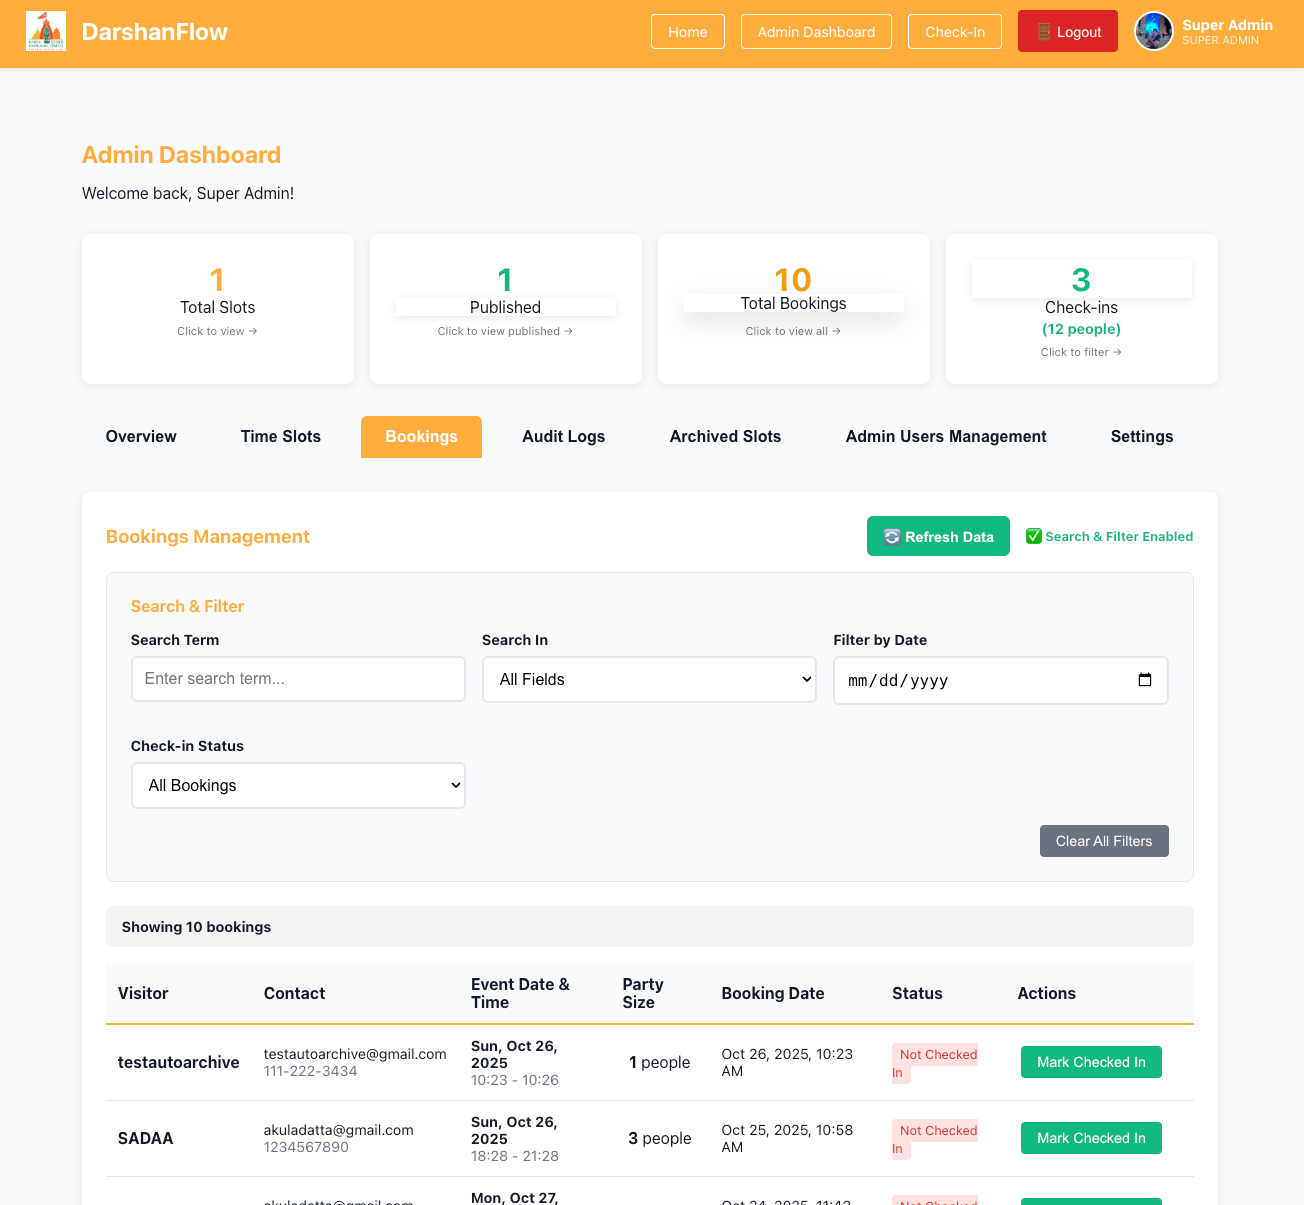 DarshanFlow
Home
Admin Dashboard
Check-In
Logout
Super Admin
SUPER ADMIN
Admin Dashboard
Welcome back, Super Admin!
1
Total Slots
Click to view →
1
Published
Click to view published →
10
Total Bookings
Click to view all →
3
Check-ins
(12 people)
Click to filter →
Overview
Time Slots
Bookings
Audit Logs
Archived Slots
Admin Users Management
Settings
Bookings Management
Refresh Data
Search & Filter Enabled
Search & Filter
Search Term
Search In
Filter by Date
Enter search term...
All Fields
mm/dd/yyyy
Check-in Status
All Bookings
Clear All Filters
Showing 10 bookings
Visitor
Contact
Event Date &
Time
Party
Size
Booking Date
Status
Actions
testautoarchive
testautoarchive@gmail.com
111-222-3434
Sun, Oct 26,
2025
10:23 - 10:26
1 people
Oct 26, 2025, 10:23
AM
Not Checked
In
Mark Checked In
SADAA
akuladatta@gmail.com
1234567890
Sun, Oct 26,
2025
18:28 - 21:28
3 people
Oct 25, 2025, 10:58
AM
Not Checked
In
Mark Checked In
akuladatta@gmail.com
Mon, Oct 27,
Oct 24, 2025, 11:43
Not Checked